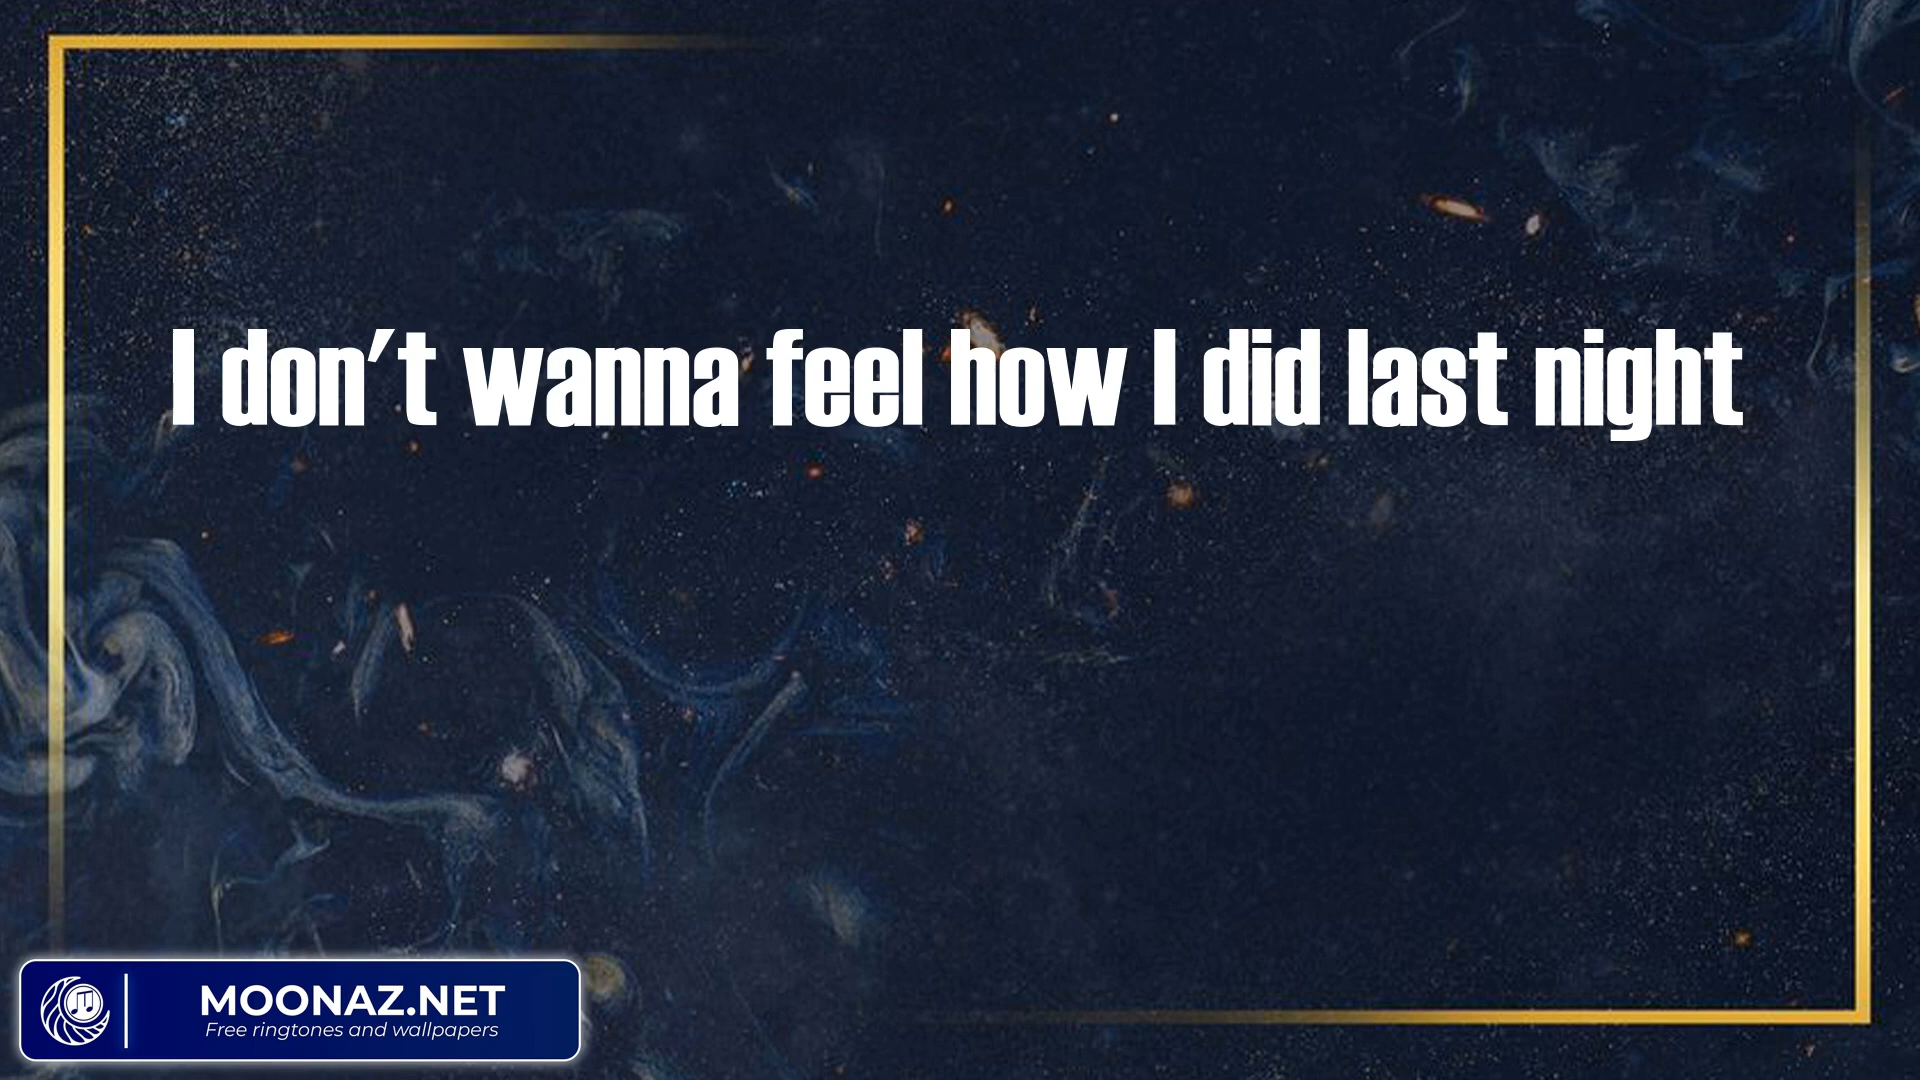 I don't wanna feel how I did last night
MOONAZ.NET
Free ringtones and wallpapers